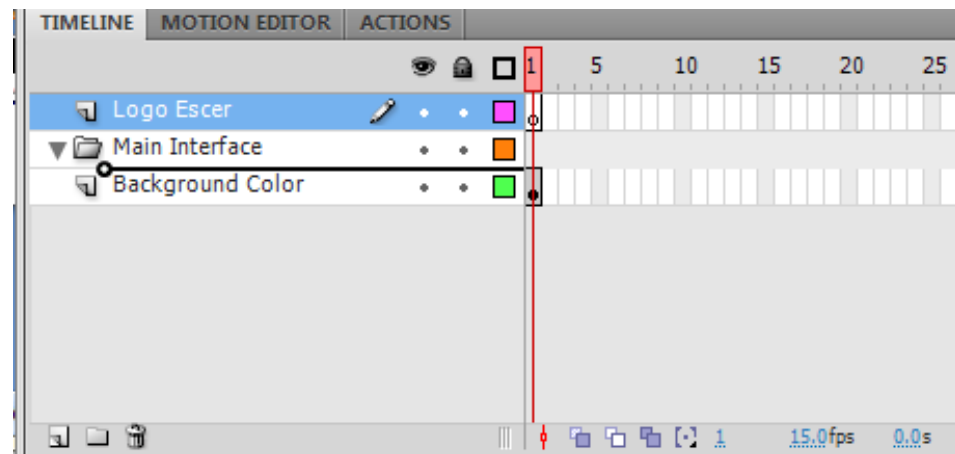 TIMELINE MOTION EDITOR ACTIONS
1 5 10 15 20 25
Logo Escer
Main Interface
Background Color
1 15.0fps 0.0s